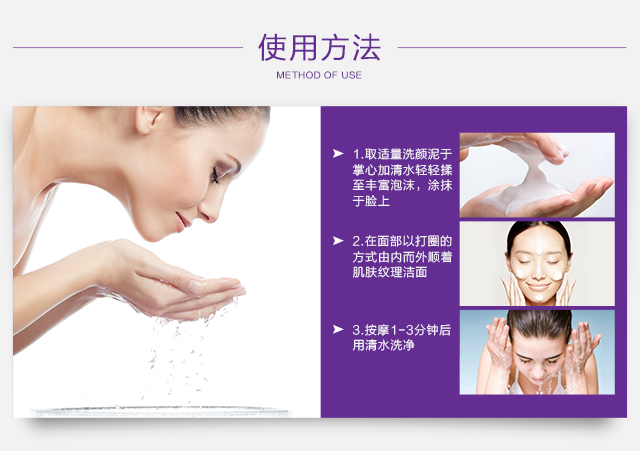 使用方法
METHOD OF USE
1.取适量洗颜泥于
掌心加清水轻轻揉
至丰富泡沫，涂抹
于脸上
2.在面部以打圈的
方式由内而外顺着
肌肤纹理洁面
3.按摩1-3分钟后
用清水洗净